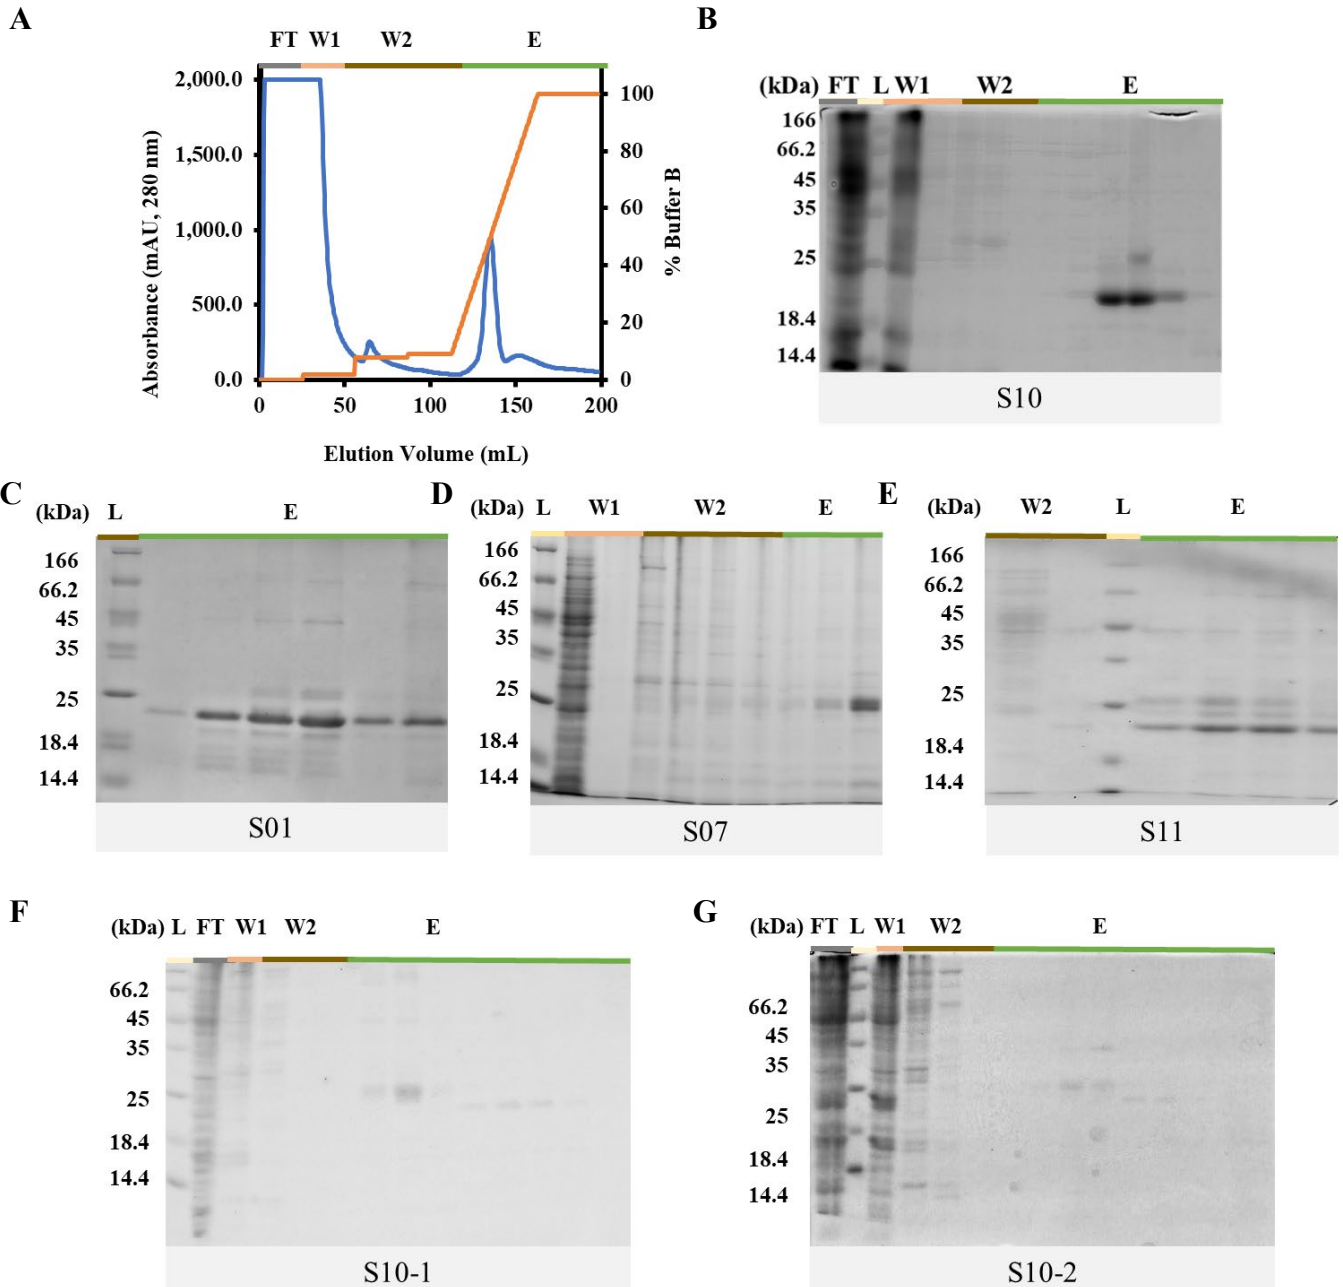 A
FT W1 W2 E
2,000.0
1,500.0
1,000.0
500.0
0.0
Absorbance (mAU, 280 nm)
100
80
60
40
20
0
% Buffer B
0 50 100 150 200
Elution Volume (mL)
B
(kDa) FT L W1 W2 E
166
66.2
45
35
25
18.4
14.4
S10
C
(kDa) L E
166
66.2
45
35
25
18.4
14.4
S01
D
(kDa) L W1 W2 E
166
66.2
45
35
25
18.4
14.4
S07
E
(kDa) W2 L E
166
66.2
45
35
25
18.4
14.4
S11
F
(kDa) L FT W1 W2 E
66.2
45
35
25
18.4
14.4
S10-1
G
(kDa) FT L W1 W2 E
66.2
45
35
25
18.4
14.4
S10-2